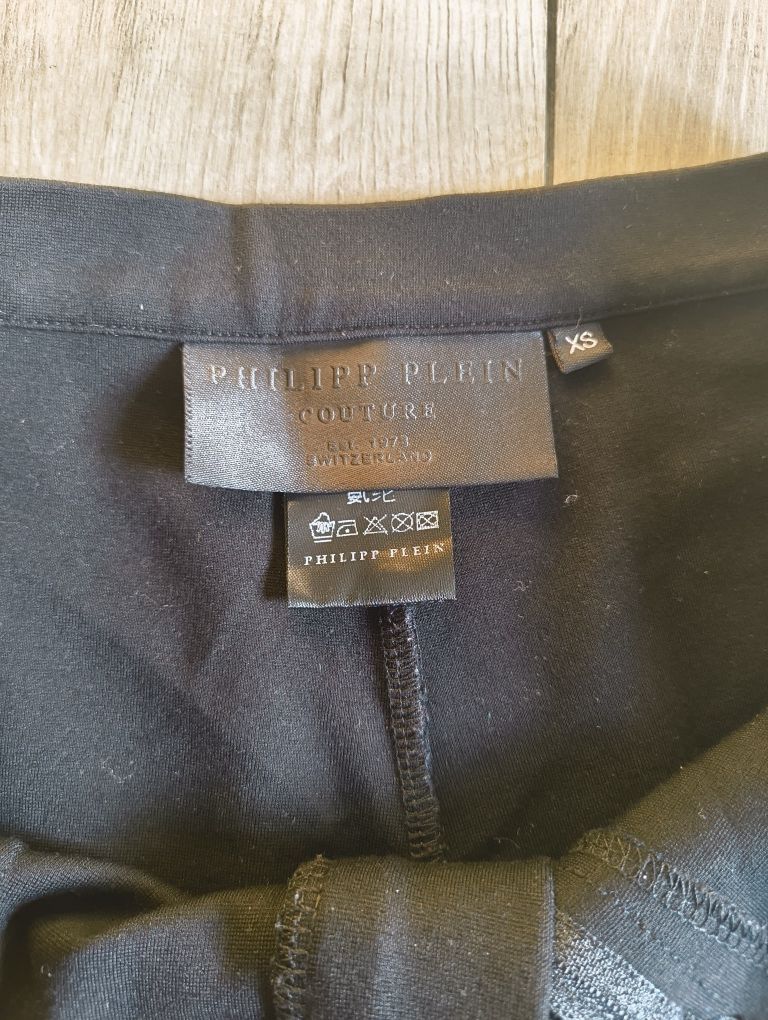 PHILIPP PLEIN
COUTURE
EST. 1973
SWITZERLAND
XS
PHILIPP PLEIN